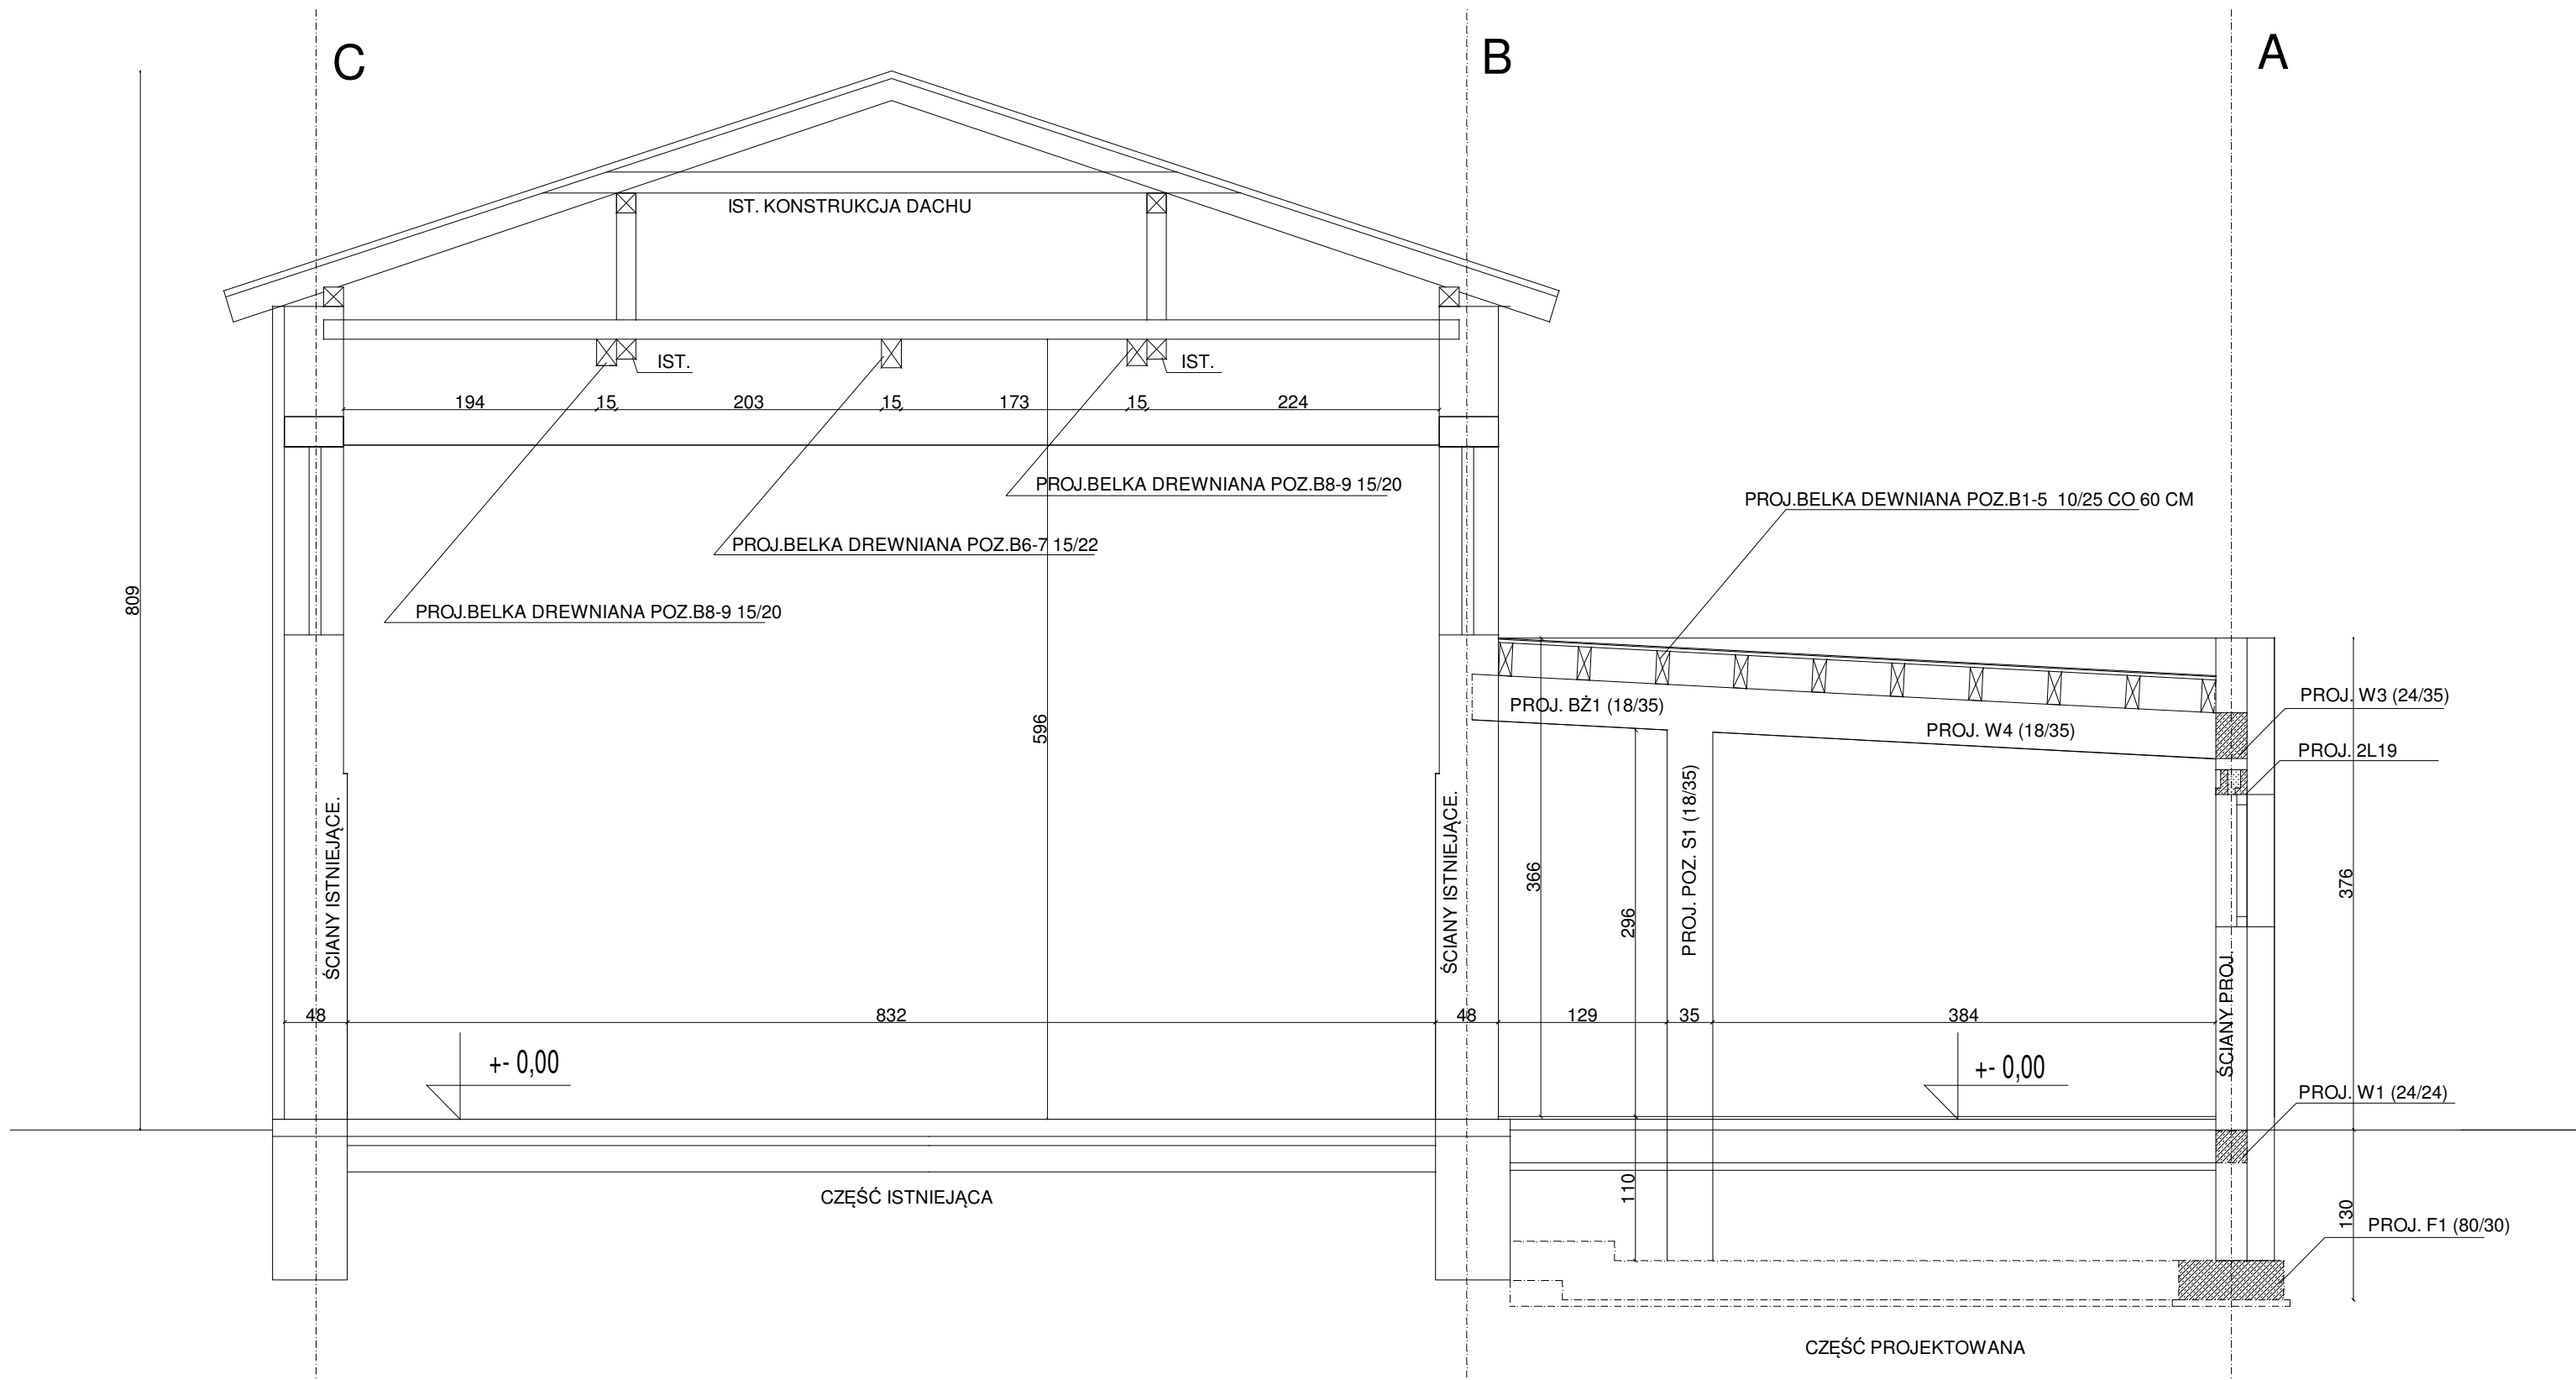 C
B
A
IST. KONSTRUKCJA DACHU
IST.
IST.
194
15
203
15
173
15
224
PROJ.BELKA DREWNIANA POZ.B8-9 15/20
PROJ.BELKA DEWNIANA POZ.B1-5 10/25 CO 60 CM
PROJ.BELKA DREWNIANA POZ.B6-7 15/22
PROJ.BELKA DREWNIANA POZ.B8-9 15/20
809
596
PROJ. BŻ1 (18/35)
PROJ. W4 (18/35)
PROJ. W3 (24/35)
PROJ. 2L19
ŚCIANY ISTNIEJĄCE.
ŚCIANY ISTNIEJĄCE.
366
296
PROJ. POZ. S1 (18/35)
376
ŚCIANY PROJ.
48
832
48
129
35
384
+- 0,00
+- 0,00
PROJ. W1 (24/24)
CZĘŚĆ ISTNIEJĄCA
110
130
PROJ. F1 (80/30)
CZĘŚĆ PROJEKTOWANA